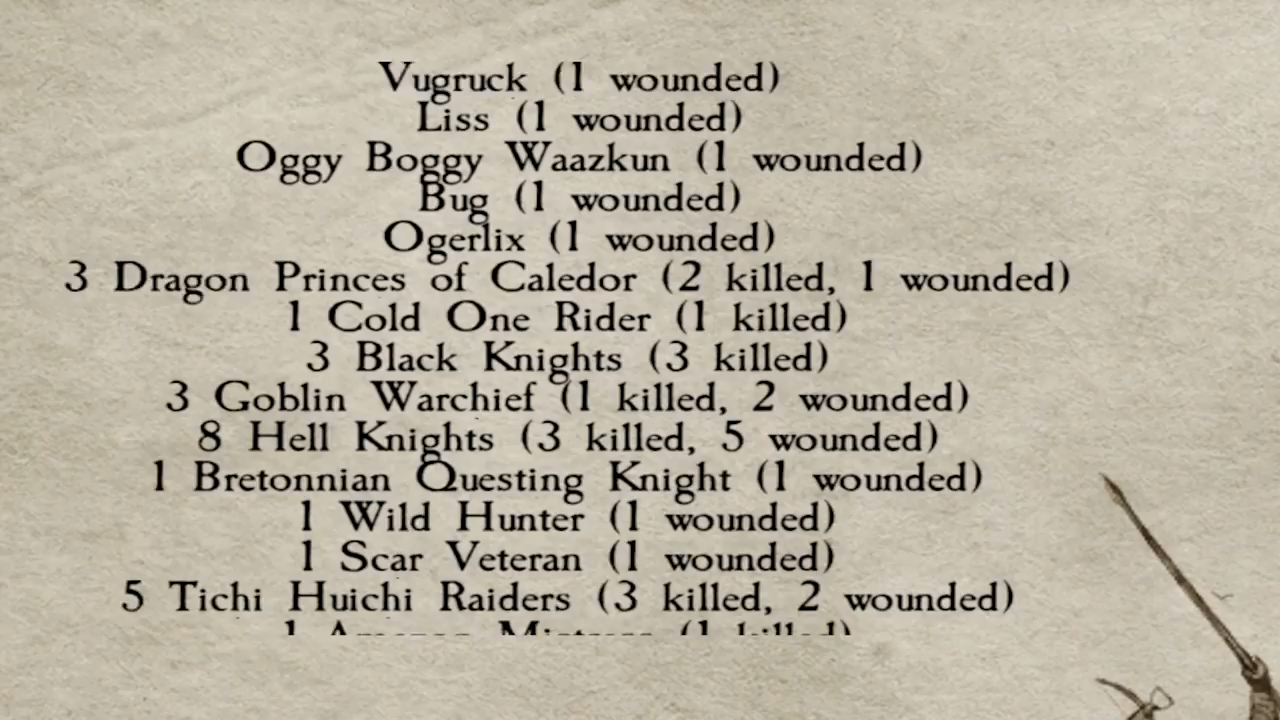 Vugruck (1 wounded)
Liss (1 wounded)
Oggy Boggy Waazkun (1 wounded)
Bug (1 wounded)
Ogerlix (1 wounded)
3 Dragon Princes of Caledor (2 killed, 1 wounded)
1 Cold One Rider (1 killed)
3 Black Knights (3 killed)
3 Goblin Warchief (1 killed, 2 wounded)
8 Hell Knights (3 killed, 5 wounded)
1 Bretonnian Questing Knight (1 wounded)
1 Wild Hunter (1 wounded)
1 Scar Veteran (1 wounded)
5 Tichi Huichi Raiders (3 killed, 2 wounded)